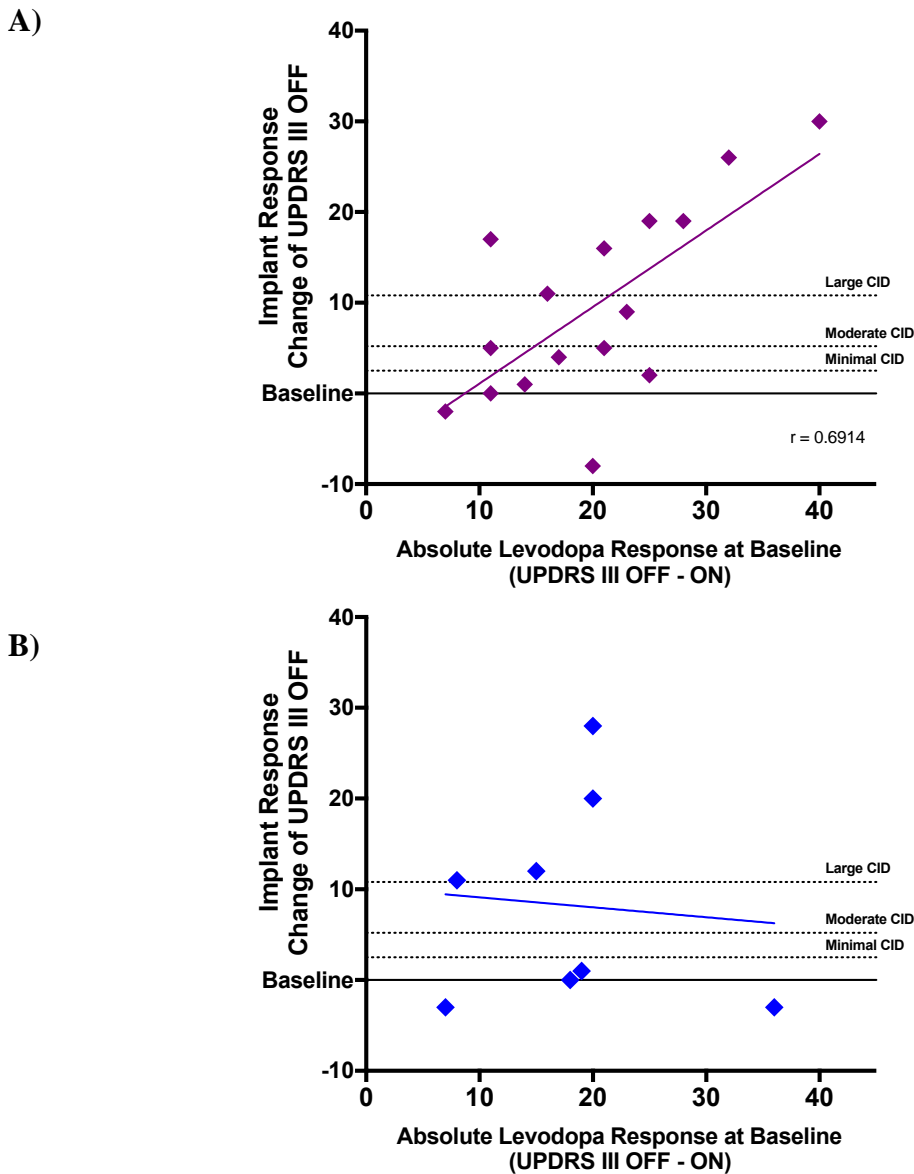 A)
Implant Response
Change of UPDRS III OFF
40
30
20
10
Baseline
-10
Large CID
Moderate CID
Minimal CID
r = 0.6914
0
10
20
30
40
Absolute Levodopa Response at Baseline
(UPDRS III OFF - ON)
B)
Implant Response
Change of UPDRS III OFF
40
30
20
10
Baseline
-10
Large CID
Moderate CID
Minimal CID
0
10
20
30
40
Absolute Levodopa Response at Baseline
(UPDRS III OFF - ON)